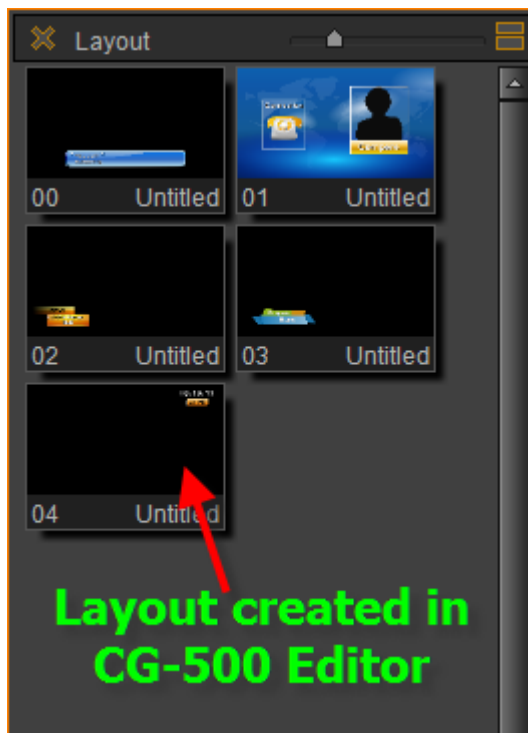 Layout
00 Untitled 01 Untitled
02 Untitled 03 Untitled
04 Untitled
Layout created in
CG-500 Editor